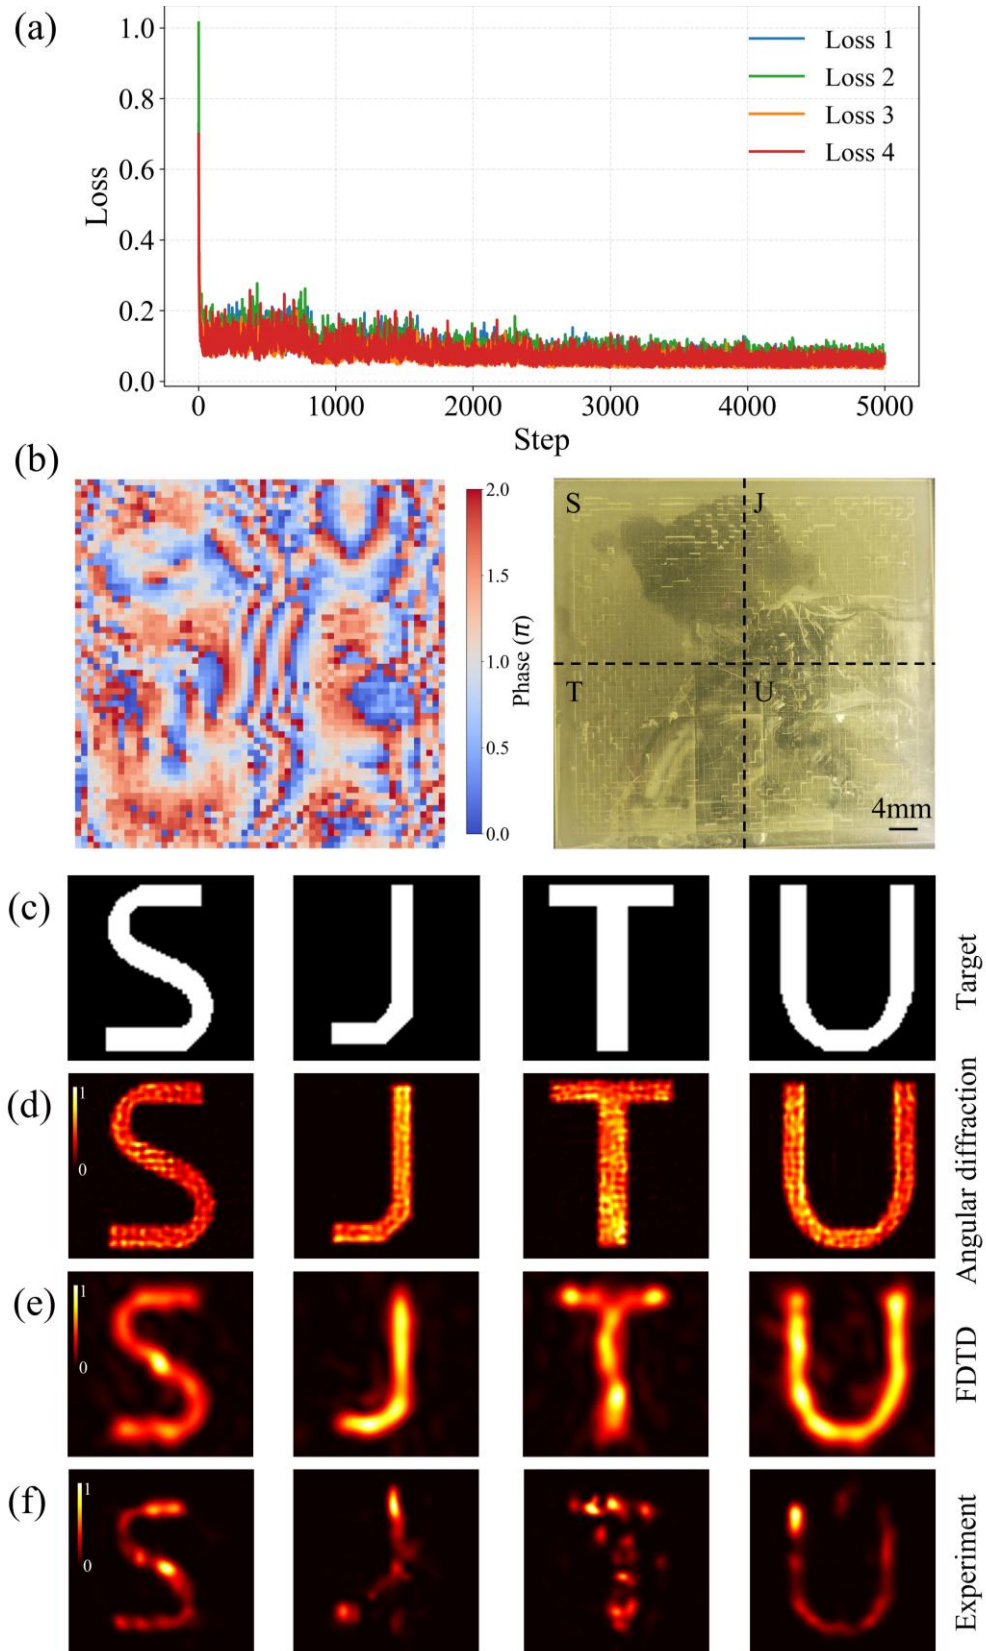 (a)
1.0
0.8
0.6
0.4
0.2
0.0
Loss
Loss 1
Loss 2
Loss 3
Loss 4
0 1000 2000 3000 4000 5000
Step
(b)
2.0
1.5
1.0
0.5
0.0
Phase (π)
S J
T U
4mm
(c)
S J T U
Target
(d)
1
0
S J T U
Angular diffraction
(e)
1
0
S J T U
FDTD
(f)
1
0
S J T U
Experiment